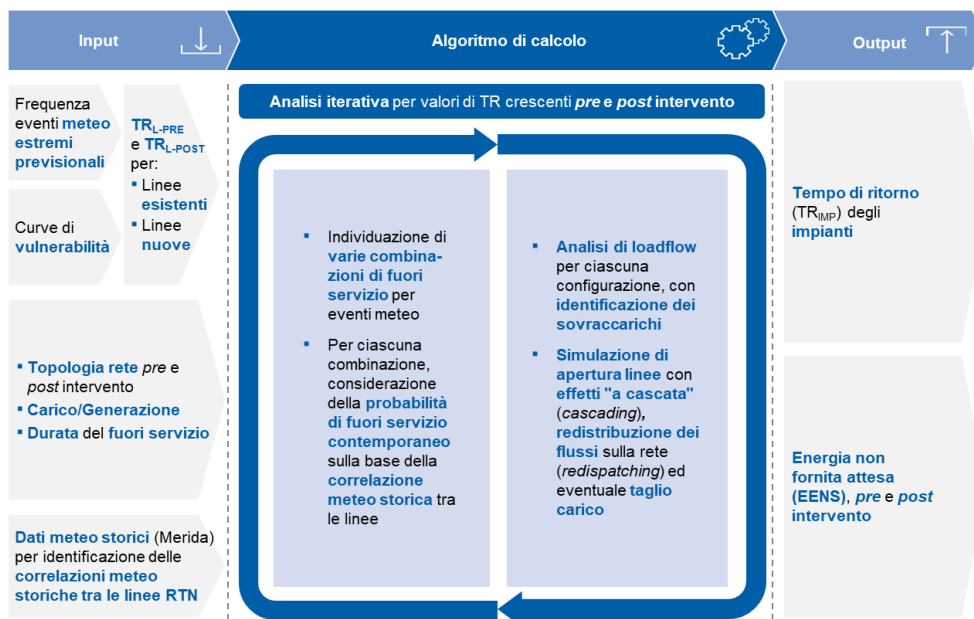 Input
Algoritmo di calcolo
Output
Frequenza
eventi meteo
estremi
previsionali
Curve di
vulnerabilità
TRL-PRE
e TRL-POST
per:
▪ Linee
esistenti
▪ Linee
nuove
▪ Topologia rete pre e
post intervento
▪ Carico/Generazione
▪ Durata del fuori servizio
Dati meteo storici (Merida)
per identificazione delle
correlazioni meteo
storiche tra le linee RTN
Analisi iterativa per valori di TR crescenti pre e post intervento
▪ Individuazione di
varie combina-
zioni di fuori
servizio per
eventi meteo
▪ Per ciascuna
combinazione,
considerazione
della probabilità
di fuori servizio
contemporaneo
sulla base della
correlazione
meteo storica tra
le linee
▪ Analisi di loadflow
per ciascuna
configurazione, con
identificazione dei
sovraccarichi
▪ Simulazione di
apertura linee con
effetti "a cascata"
(cascading),
redistribuzione dei
flussi sulla rete
(redispatching) ed
eventuale taglio
carico
Tempo di ritorno
(TRIMP) degli
impianti
Energia non
fornita attesa
(EENS), pre e post
intervento